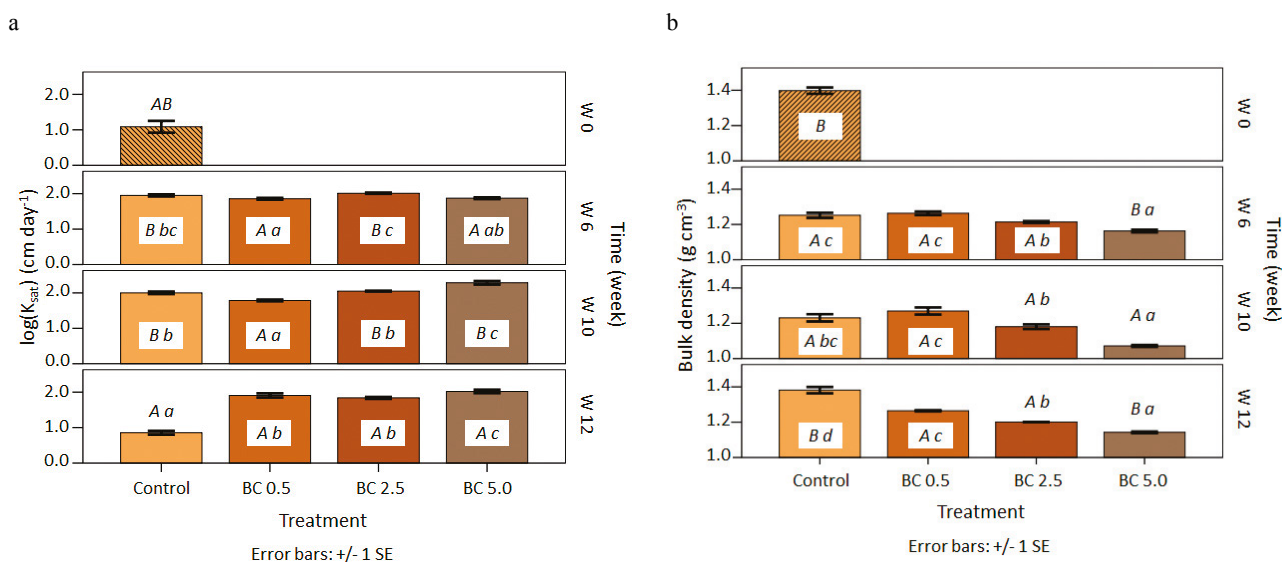 a
log(Ksat) (cm day-1)
2.0
1.0
0.0
AB
W 0
2.0
1.0
0.0
B bc
A a
B c
A ab
W 6
2.0
1.0
0.0
B b
A a
B b
B c
W 10
2.0
1.0
0.0
A a
A b
A b
A c
W 12
Time (week)
Control
BC 0.5
BC 2.5
BC 5.0
Treatment
Error bars: +/- 1 SE
b
Bulk density (g cm-3)
1.4
1.2
1.0
B
W 0
1.4
1.2
1.0
A c
A c
A b
B a
W 6
1.4
1.2
1.0
A bc
A c
A b
A a
W 10
1.4
1.2
1.0
B d
A c
A b
B a
W 12
Time (week)
Control
BC 0.5
BC 2.5
BC 5.0
Treatment
Error bars: +/- 1 SE